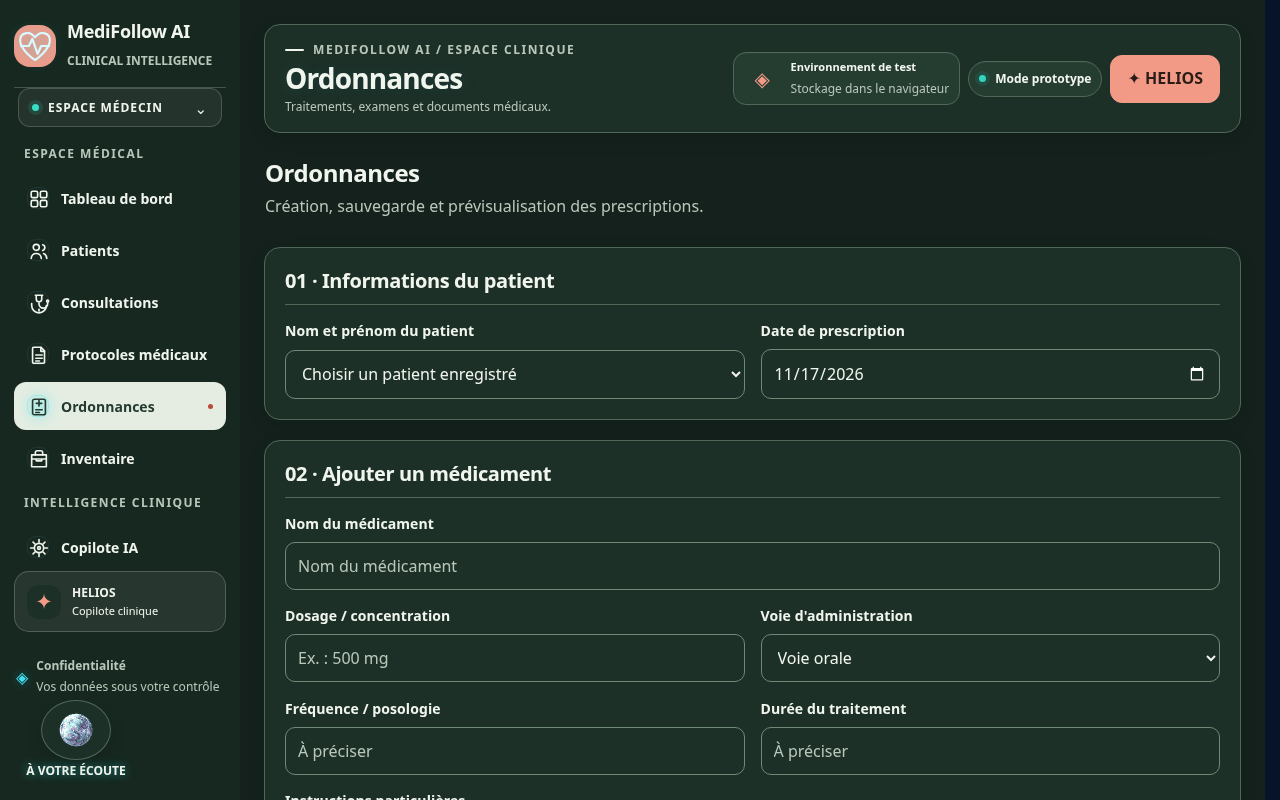 MediFollow AI
CLINICAL INTELLIGENCE
ESPACE MÉDECIN
ESPACE MÉDICAL
Tableau de bord
Patients
Consultations
Protocoles médicaux
Ordonnances
Inventaire
INTELLIGENCE CLINIQUE
Copilote IA
HELIOS
Copilote clinique
Confidentialité
Vos données sous votre contrôle
À VOTRE ÉCOUTE
MEDIFOLLOW AI / ESPACE CLINIQUE
Ordonnances
Traitements, examens et documents médicaux.
Environnement de test
Stockage dans le navigateur
Mode prototype
✦ HELIOS
Ordonnances
Création, sauvegarde et prévisualisation des prescriptions.
01 · Informations du patient
Nom et prénom du patient
Date de prescription
Choisir un patient enregistré
11/17/2026
02 · Ajouter un médicament
Nom du médicament
Nom du médicament
Dosage / concentration
Voie d'administration
Ex. : 500 mg
Voie orale
Fréquence / posologie
Durée du traitement
À préciser
À préciser
Instructions particulières